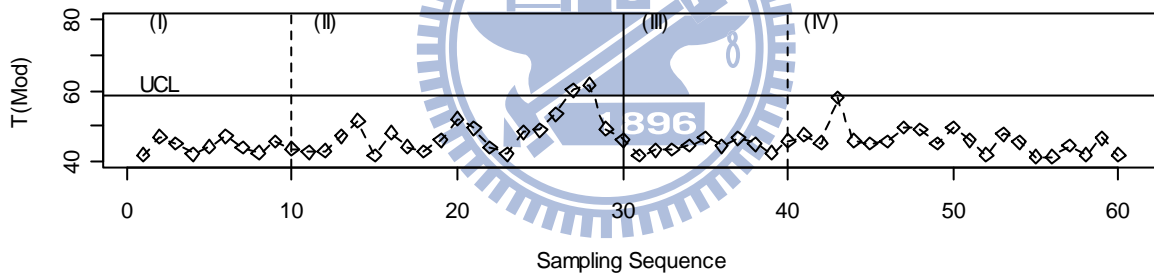 80
(I) (II) (III) (IV)
T(Mod)
UCL
60
1896
40
0 10 20 30 40 50 60
Sampling Sequence